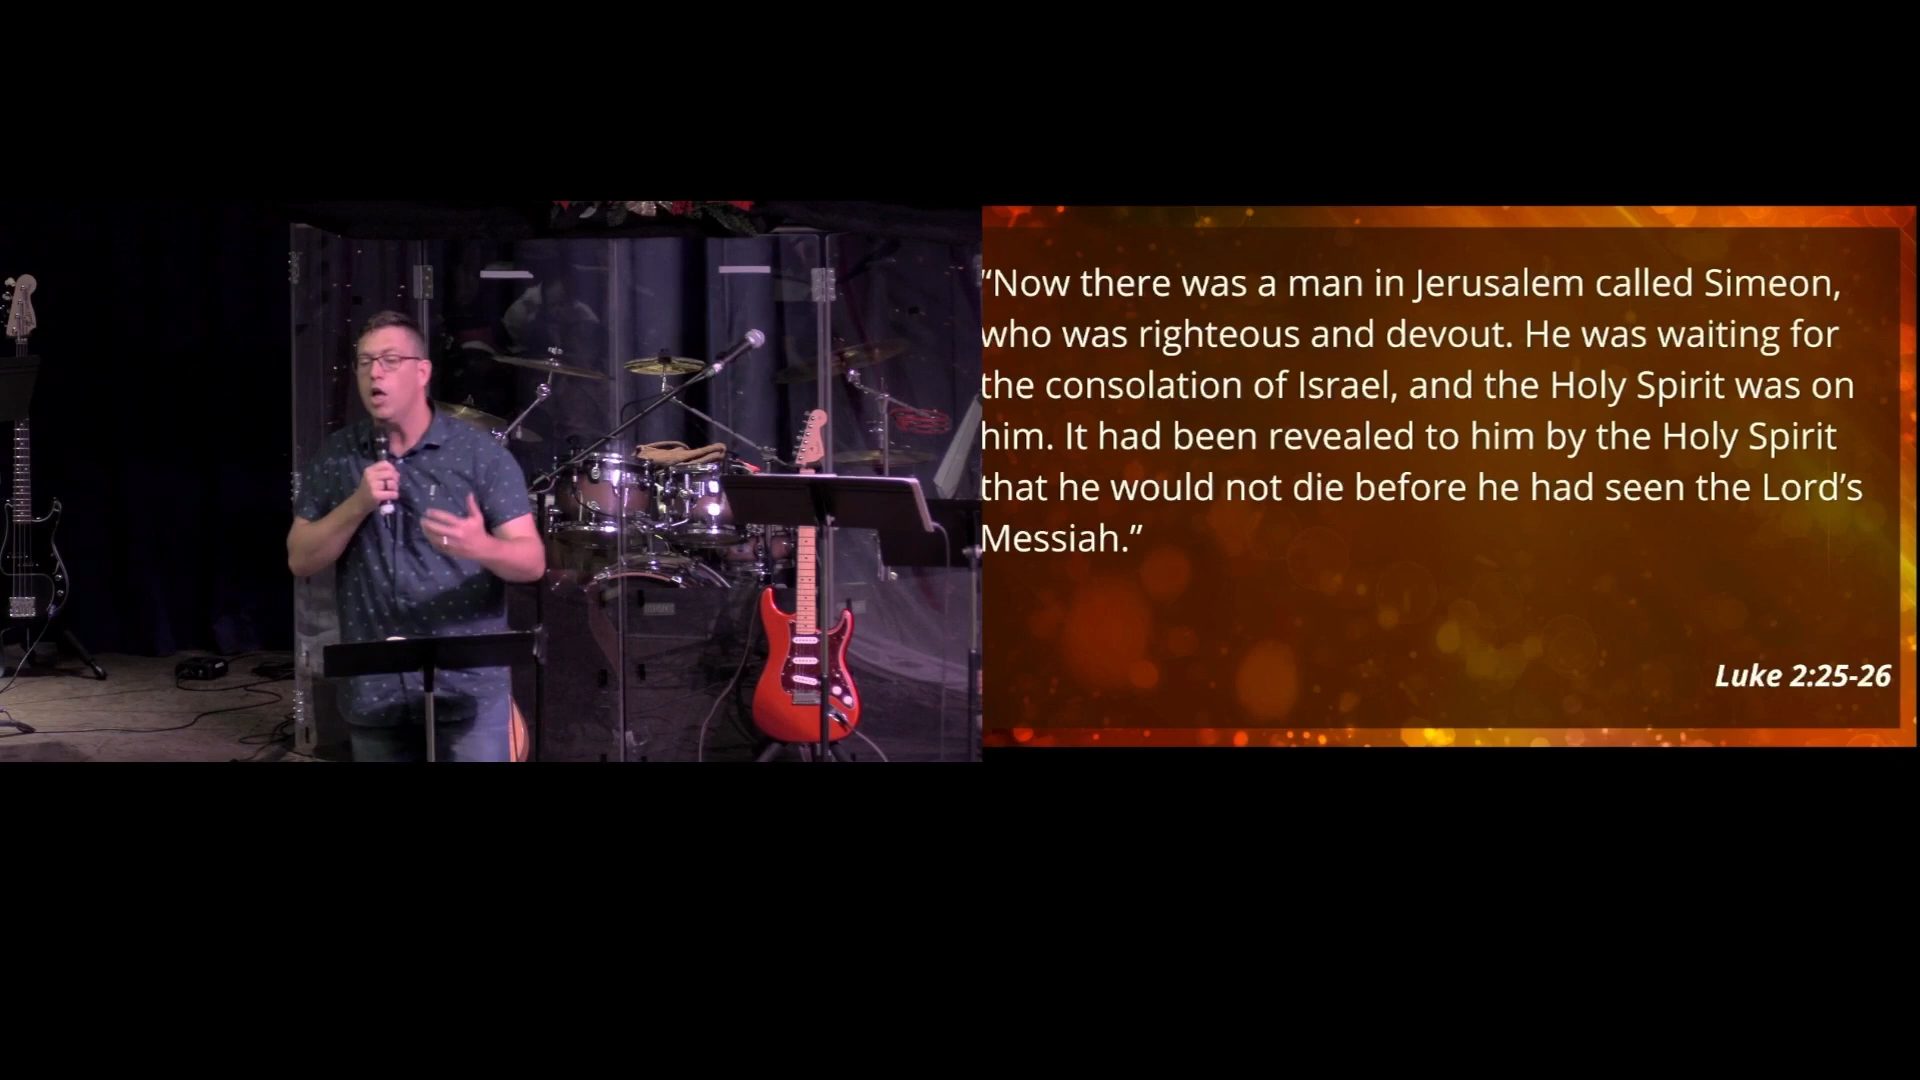 “Now there was a man in Jerusalem called Simeon,
who was righteous and devout. He was waiting for
the consolation of Israel, and the Holy Spirit was on
him. It had been revealed to him by the Holy Spirit
that he would not die before he had seen the Lord’s
Messiah.”
Luke 2:25-26